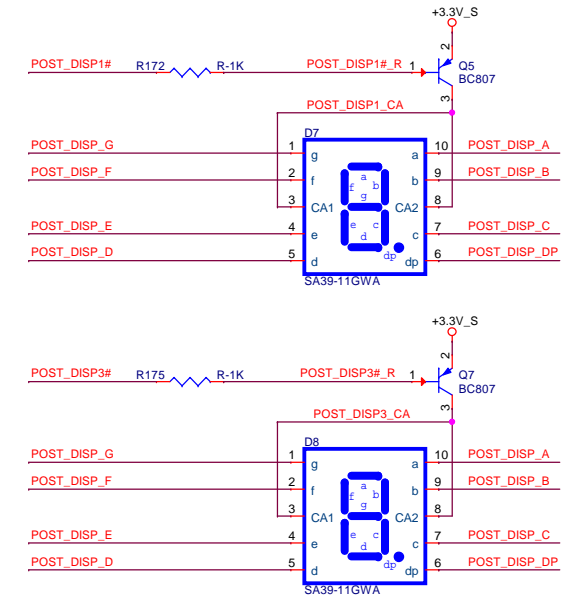 +3.3V_S
2
POST_DISP1# R172 R-1K POST_DISP1#_R 1 Q5
BC807
3
POST_DISP1_CA
D7
POST_DISP_G 1 g a 10 POST_DISP_A
POST_DISP_F 2 f b 9 POST_DISP_B
3 CA1 CA2 8
POST_DISP_E 4 e c 7 POST_DISP_C
POST_DISP_D 5 d dp 6 POST_DISP_DP
a
f b
g
e c
d
dp
SA39-11GWA
+3.3V_S
2
POST_DISP3# R175 R-1K POST_DISP3#_R 1 Q7
BC807
3
POST_DISP3_CA
D8
POST_DISP_G 1 g a 10 POST_DISP_A
POST_DISP_F 2 f b 9 POST_DISP_B
3 CA1 CA2 8
POST_DISP_E 4 e c 7 POST_DISP_C
POST_DISP_D 5 d dp 6 POST_DISP_DP
a
f b
g
e c
d
dp
SA39-11GWA